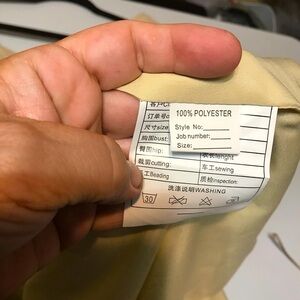 客户C
100% POLYESTER
订单号o
Style No:
尺寸size
Job number:
胸围bust:
Size:
臀围hip:
衣长lenght
裁剪cutting:
车工sewing
工Beading
质检inspection:
洗涤说明WASHING
30